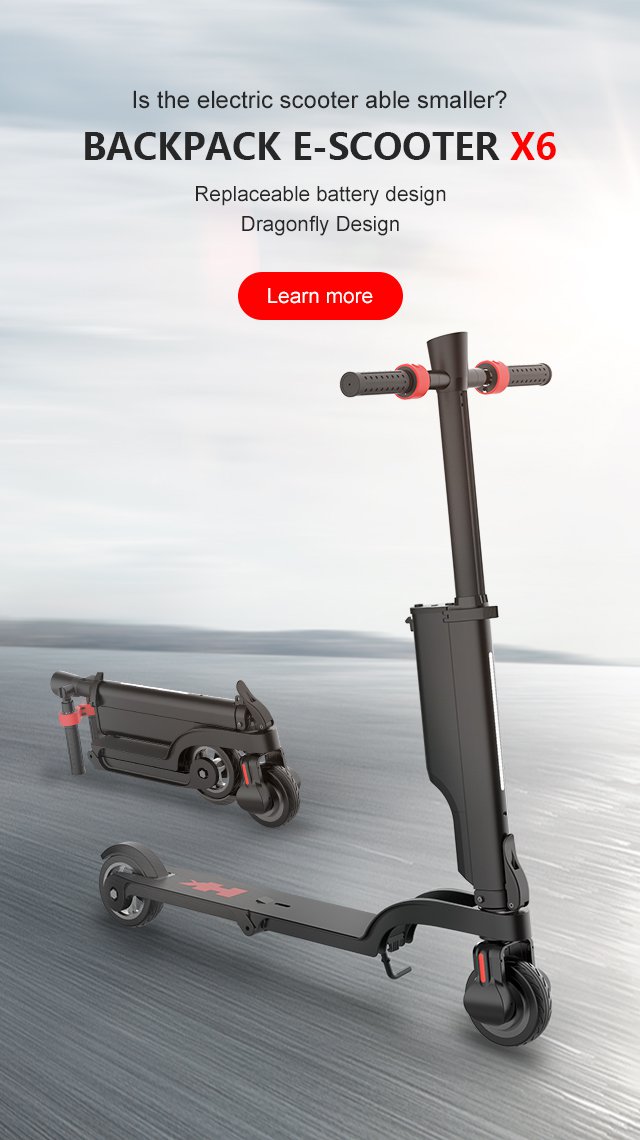 Is the electric scooter able smaller?
BACKPACK E-SCOOTER X6
Replaceable battery design
Dragonfly Design
Learn more